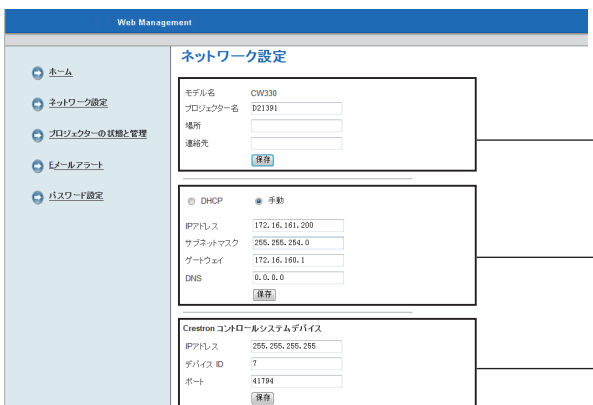 Web Management
ホーム
ネットワーク設定
プロジェクターの状態と管理
Eメールアラート
パスワード設定
ネットワーク設定
モデル名 CW330
プロジェクター名 D21391
場所
連絡先
保存
DHCP 手動
IPアドレス 172.16.161.200
サブネットマスク 255.255.254.0
ゲートウェイ 172.16.160.1
DNS 0.0.0.0
保存
Crestron コントロールシステムデバイス
IPアドレス 255.255.255.255
デバイス ID 7
ポート 41794
保存